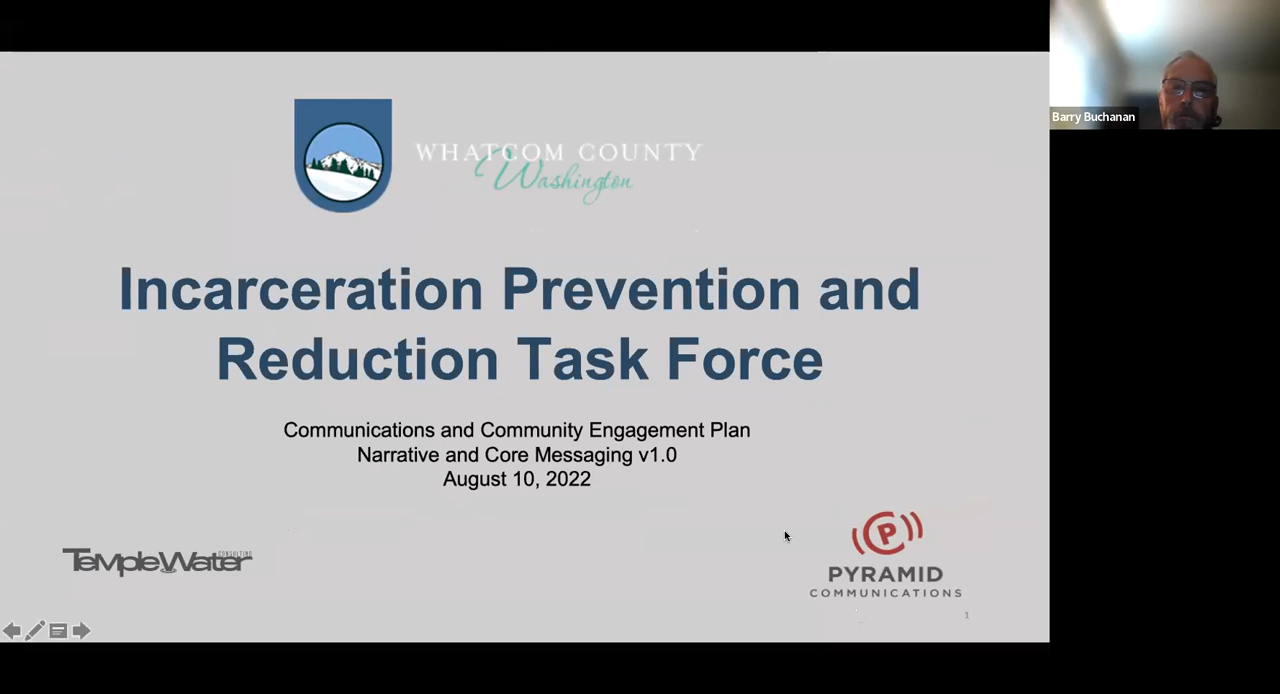 Barry Buchanan
WHATCOM COUNTY
Washington
Incarceration Prevention and
Reduction Task Force
Communications and Community Engagement Plan
Narrative and Core Messaging v1.0
August 10, 2022
TempleWater
CONSULTING
P
PYRAMID
COMMUNICATIONS
1